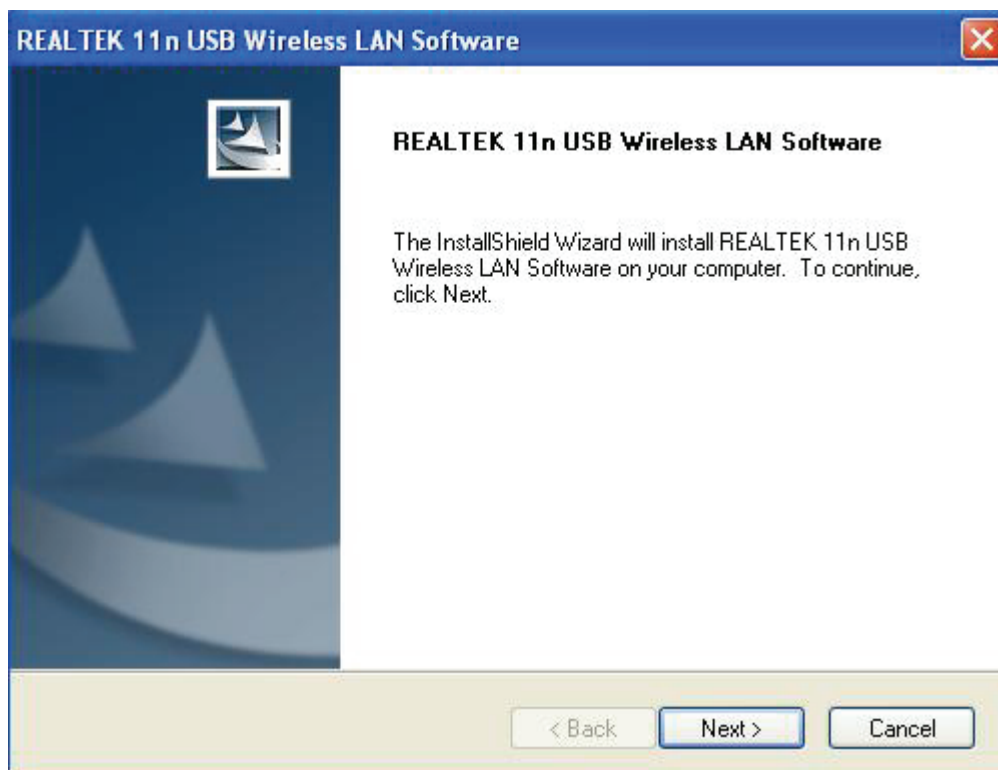 REALTEK 11n USB Wireless LAN Software
REALTEK 11n USB Wireless LAN Software
The InstallShield Wizard will install REALTEK 11n USB
Wireless LAN Software on your computer. To continue,
click Next.
< Back
Next >
Cancel